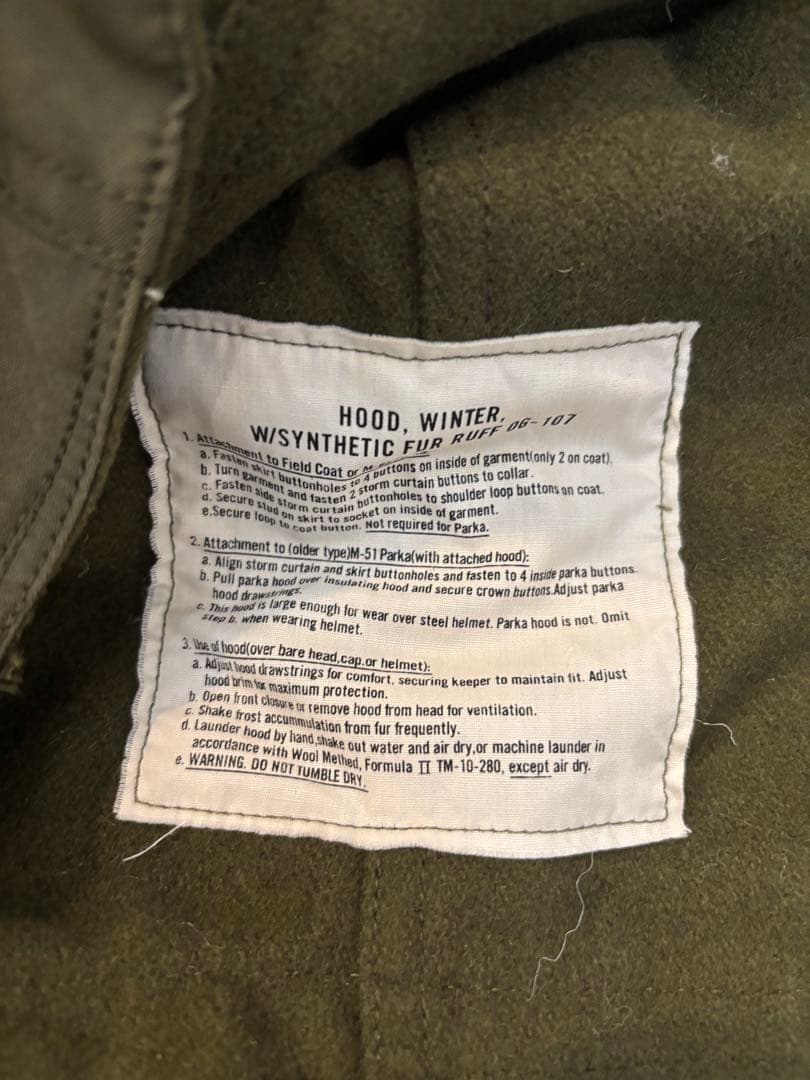 HOOD, WINTER,
W/SYNTHETIC FUR RUFF OG-107
1. Attachment to Field Coat or
a. Fasten skirt buttonholes to 4 buttons on inside of garment(only 2 on coat).
b. Turn garment and fasten 2 storm curtain buttons to collar.
c. Fasten side storm curtain buttonholes to shoulder loop buttons on coat.
d. Secure stud on skirt to socket on inside of garment.
e.Secure loop to coat button. Not required for Parka.
2. Attachment to (older type)M-51 Parka(with attached hood):
a. Align storm curtain and skirt buttonholes and fasten to 4 inside parka buttons.
b. Pull parka hood over insulating hood and secure crown buttons.Adjust parka
hood drawstrings.
c. This hood is large enough for wear over steel helmet. Parka hood is not. Omit
step b. when wearing helmet.
3. Use of hood(over bare head,cap,or helmet):
a. Adjust hood drawstrings for comfort, securing keeper to maintain fit. Adjust
hood brim for maximum protection.
b. Open front closure or remove hood from head for ventilation.
c. Shake frost accummulation from fur frequently.
d. Launder hood by hand,shake out water and air dry,or machine launder in
accordance with Wool Method, Formula II TM-10-280, except air dry.
e. WARNING. DO NOT TUMBLE DRY.